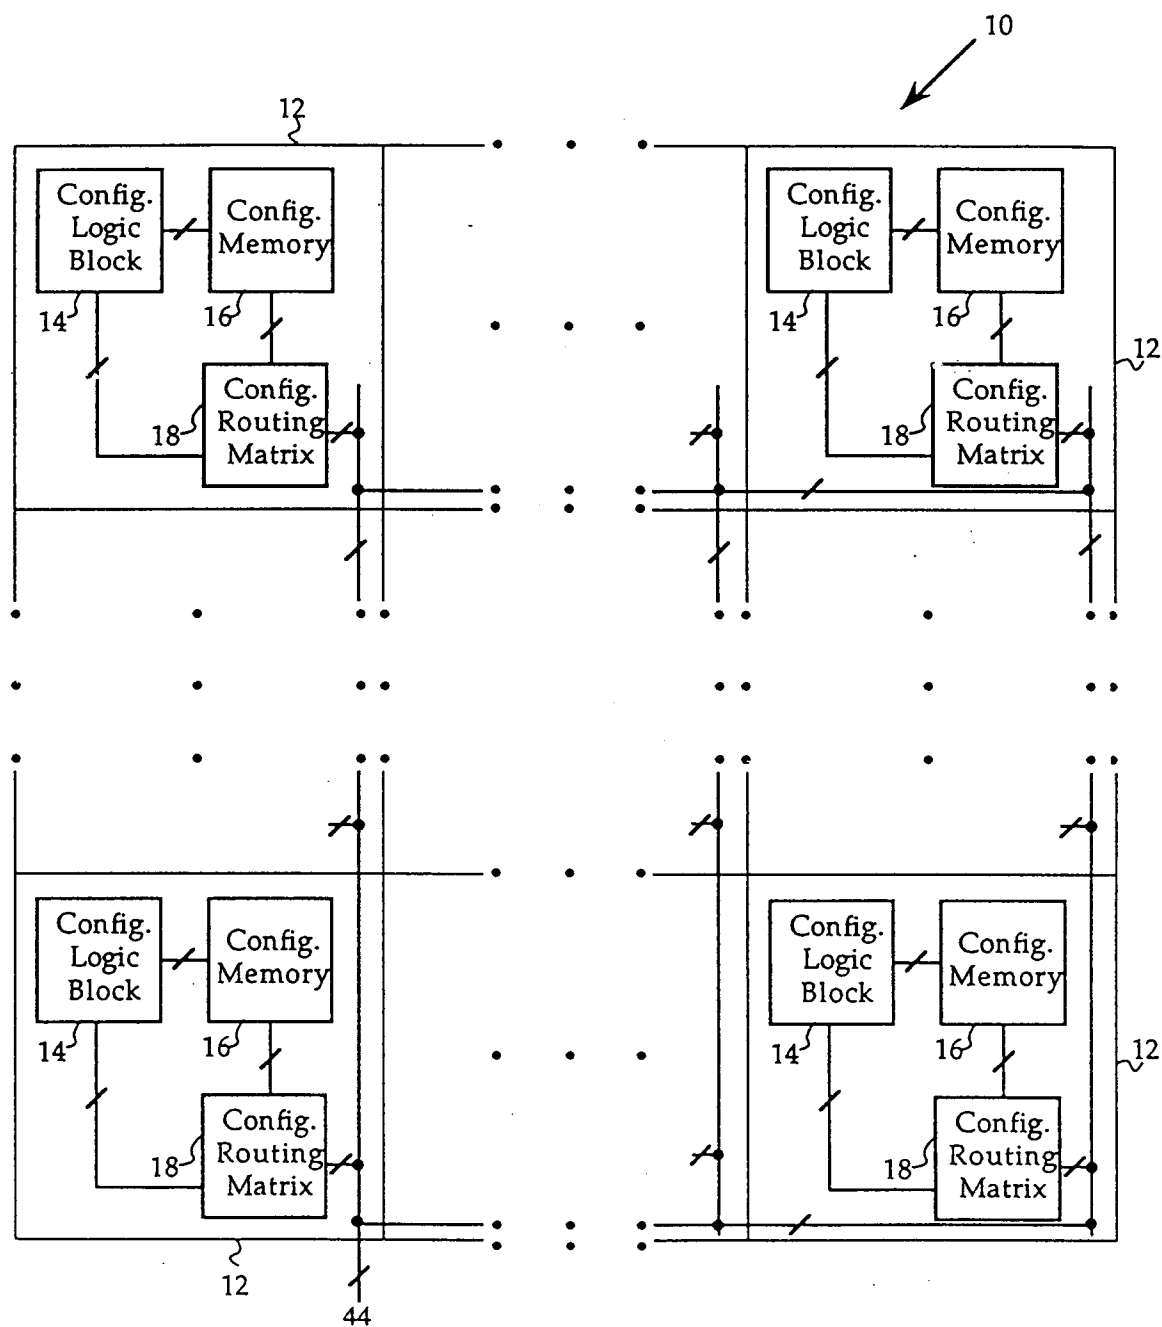 10
12
Config.
Logic
Block
Config.
Memory
14
16
Config.
Routing
Matrix
18
Config.
Logic
Block
Config.
Memory
14
16
12
Config.
Routing
Matrix
18
Config.
Logic
Block
Config.
Memory
14
16
Config.
Routing
Matrix
18
Config.
Logic
Block
Config.
Memory
14
16
12
Config.
Routing
Matrix
18
12
44